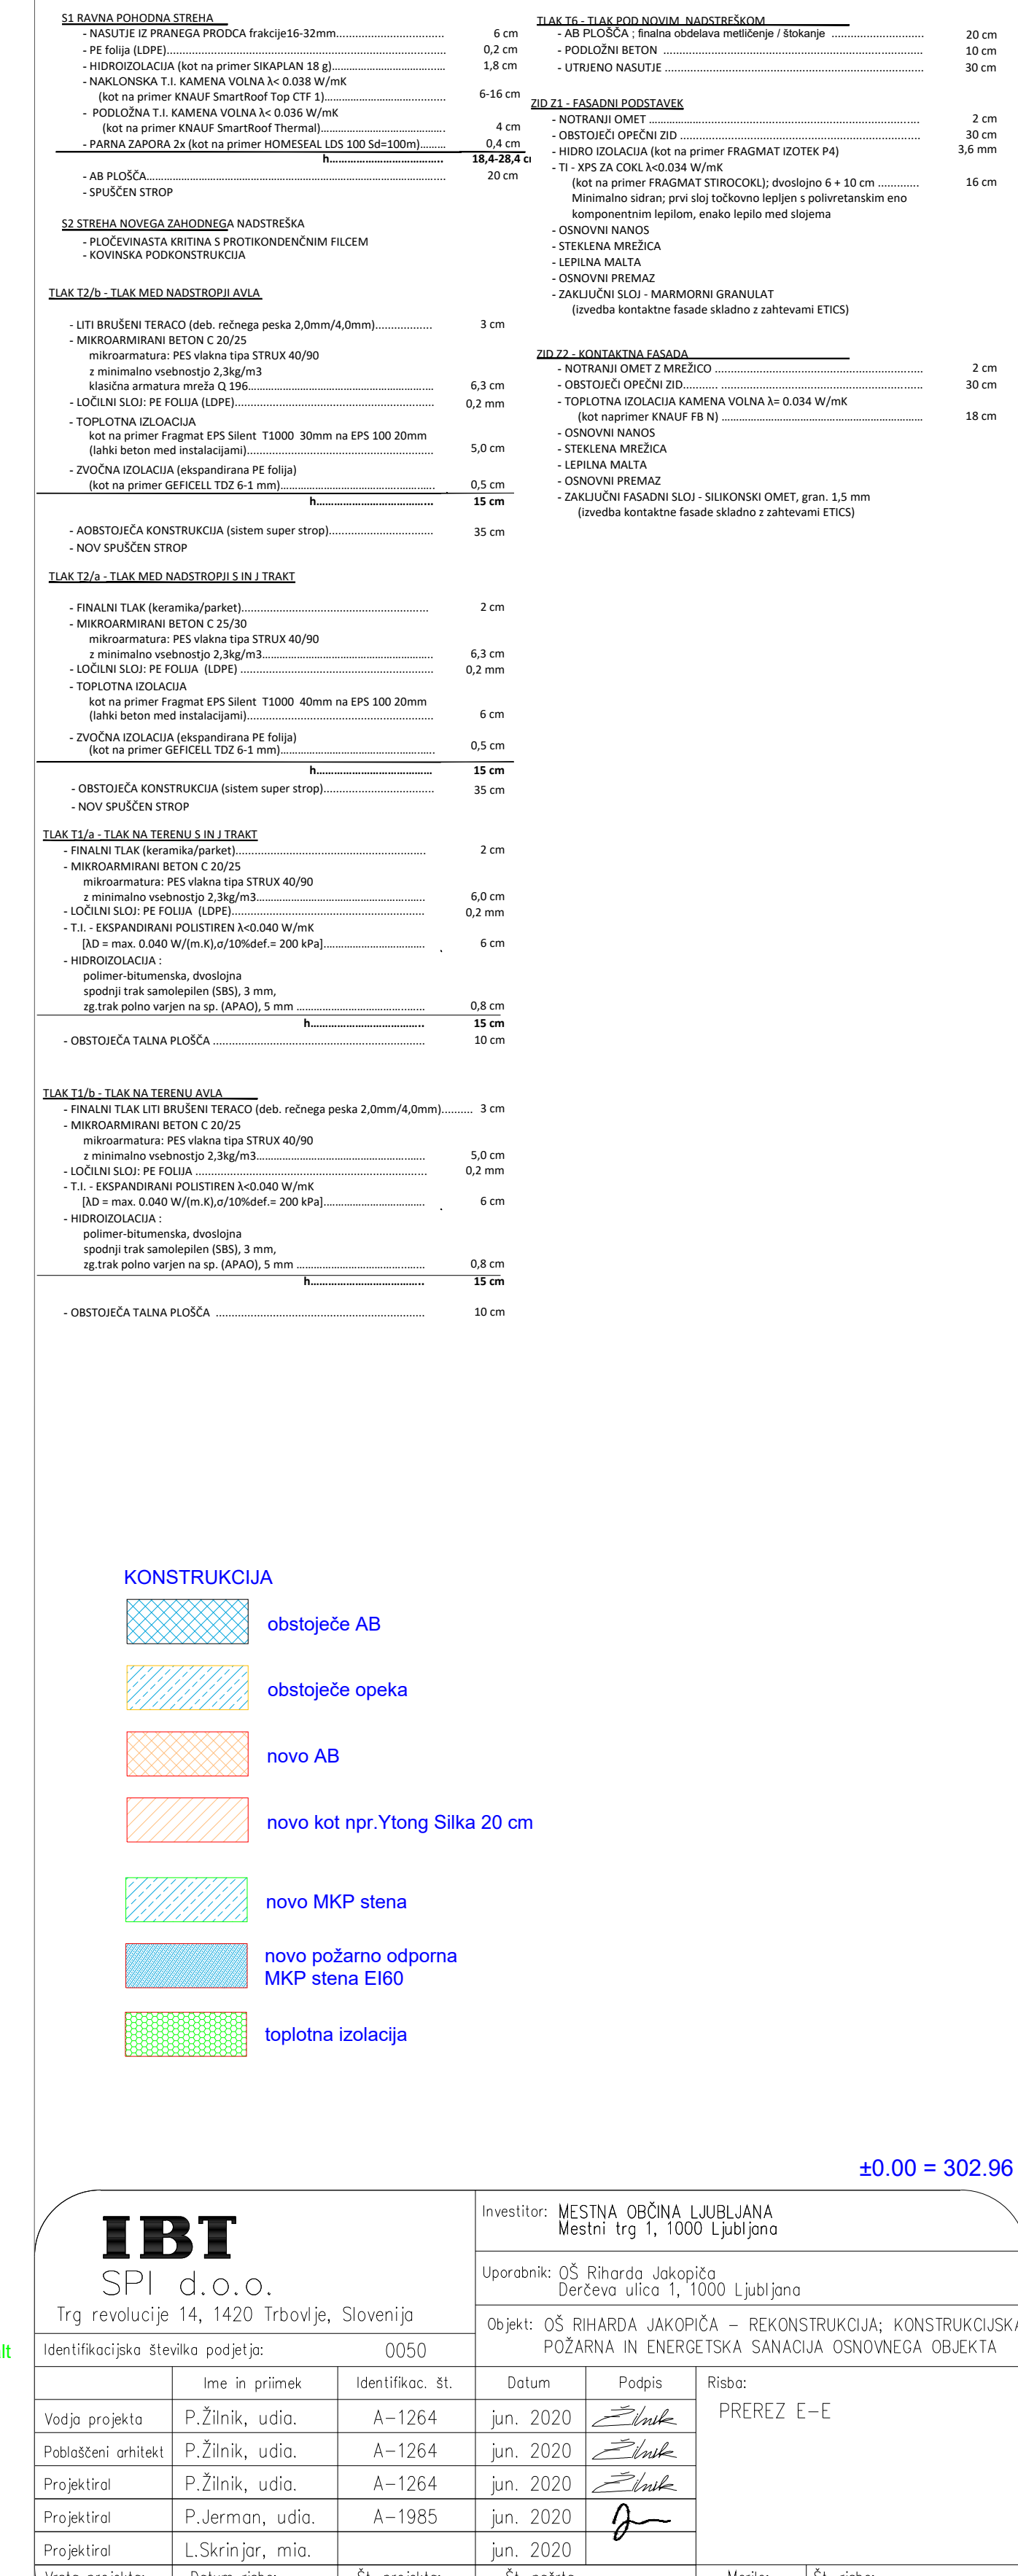 S1 RAVNA POHODNA STREHA
- NASUTJE IZ PRANEGA PRODCA frakcije16-32mm.................................. 6 cm
- PE folija (LDPE)........................................................................................ 0,2 cm
- HIDROIZOLACIJA (kot na primer SIKAPLAN 18 g)................................... 1,8 cm
- NAKLONSKA T.I. KAMENA VOLNA λ< 0.038 W/mK
(kot na primer KNAUF SmartRoof Top CTF 1)...................................... 6-16 cm
- PODLOŽNA T.I. KAMENA VOLNA λ< 0.036 W/mK
(kot na primer KNAUF SmartRoof Thermal)....................................... 4 cm
- PARNA ZAPORA 2x (kot na primer HOMESEAL LDS 100 Sd=100m)........ 0,4 cm
h..................................... 18,4-28,4 c
- AB PLOŠČA.............................................................................................. 20 cm
- SPUŠČEN STROP
S2 STREHA NOVEGA ZAHODNEGA NADSTREŠKA
- PLOČEVINASTA KRITINA S PROTIKONDENČNIM FILCEM
- KOVINSKA PODKONSTRUKCIJA
TLAK T2/b - TLAK MED NADSTROPJI AVLA
- LITI BRUŠENI TERACO (deb. rečnega peska 2,0mm/4,0mm).................. 3 cm
- MIKROARMIRANI BETON C 20/25
mikroarmatura: PES vlakna tipa STRUX 40/90
z minimalno vsebnostjo 2,3kg/m3
klasična armatura mreža Q 196.......................................................... 6,3 cm
- LOČILNI SLOJ: PE FOLIJA (LDPE)............................................................... 0,2 mm
- TOPLOTNA IZLOACIJA
kot na primer Fragmat EPS Silent T1000 30mm na EPS 100 20mm
(lahki beton med instalacijami)........................................................... 5,0 cm
- ZVOČNA IZOLACIJA (ekspandirana PE folija)
(kot na primer GEFICELL TDZ 6-1 mm)................................................ 0,5 cm
h...................................... 15 cm
- AOBSTOJEČA KONSTRUKCIJA (sistem super strop)................................. 35 cm
- NOV SPUŠČEN STROP
TLAK T2/a - TLAK MED NADSTROPJI S IN J TRAKT
- FINALNI TLAK (keramika/parket)........................................................... 2 cm
- MIKROARMIRANI BETON C 25/30
mikroarmatura: PES vlakna tipa STRUX 40/90
z minimalno vsebnostjo 2,3kg/m3...................................................... 6,3 cm
- LOČILNI SLOJ: PE FOLIJA (LDPE) ............................................................. 0,2 mm
- TOPLOTNA IZOLACIJA
kot na primer Fragmat EPS Silent T1000 40mm na EPS 100 20mm
(lahki beton med instalacijami)........................................................... 6 cm
- ZVOČNA IZOLACIJA (ekspandirana PE folija)
(kot na primer GEFICELL TDZ 6-1 mm)................................................ 0,5 cm
h..................................... 15 cm
- OBSTOJEČA KONSTRUKCIJA (sistem super strop)................................... 35 cm
- NOV SPUŠČEN STROP
TLAK T1/a - TLAK NA TERENU S IN J TRAKT
- FINALNI TLAK (keramika/parket)............................................................ 2 cm
- MIKROARMIRANI BETON C 20/25
mikroarmatura: PES vlakna tipa STRUX 40/90
z minimalno vsebnostjo 2,3kg/m3..................................................... 6,0 cm
- LOČILNI SLOJ: PE FOLIJA (LDPE)............................................................. 0,2 mm
- T.I. - EKSPANDIRANI POLISTIREN λ<0.040 W/mK
[λD = max. 0.040 W/(m.K),σ/10%def.= 200 kPa]................................ 6 cm
- HIDROIZOLACIJA :
polimer-bitumenska, dvoslojna
spodnji trak samolepilen (SBS), 3 mm,
zg.trak polno varjen na sp. (APAO), 5 mm ........................................ 0,8 cm
h...................................... 15 cm
- OBSTOJEČA TALNA PLOŠČA ................................................................... 10 cm
TLAK T1/b - TLAK NA TERENU AVLA
- FINALNI TLAK LITI BRUŠENI TERACO (deb. rečnega peska 2,0mm/4,0mm).......... 3 cm
- MIKROARMIRANI BETON C 20/25
mikroarmatura: PES vlakna tipa STRUX 40/90
z minimalno vsebnostjo 2,3kg/m3..................................................... 5,0 cm
- LOČILNI SLOJ: PE FOLIJA ......................................................................... 0,2 mm
- T.I. - EKSPANDIRANI POLISTIREN λ<0.040 W/mK
[λD = max. 0.040 W/(m.K),σ/10%def.= 200 kPa]................................ 6 cm
- HIDROIZOLACIJA :
polimer-bitumenska, dvoslojna
spodnji trak samolepilen (SBS), 3 mm,
zg.trak polno varjen na sp. (APAO), 5 mm ........................................ 0,8 cm
h...................................... 15 cm
- OBSTOJEČA TALNA PLOŠČA .................................................................. 10 cm
TLAK T6 - TLAK POD NOVIM NADSTREŠKOM
- AB PLOŠČA ; finalna obdelava metličenje / štokanje ............................. 20 cm
- PODLOŽNI BETON .................................................................................. 10 cm
- UTRJENO NASUTJE .................................................................................. 30 cm
ZID Z1 - FASADNI PODSTAVEK
- NOTRANJI OMET ..................................................................................... 2 cm
- OBSTOJEČI OPEČNI ZID ............................................................................ 30 cm
- HIDRO IZOLACIJA (kot na primer FRAGMAT IZOTEK P4) 3,6 mm
- TI - XPS ZA COKL λ<0.034 W/mK
(kot na primer FRAGMAT STIROCOKL); dvoslojno 6 + 10 cm ............. 16 cm
Minimalno sidran; prvi sloj točkovno lepljen s polivretanskim eno
komponentnim lepilom, enako lepilo med slojema
- OSNOVNI NANOS
- STEKLENA MREŽICA
- LEPILNA MALTA
- OSNOVNI PREMAZ
- ZAKLJUČNI SLOJ - MARMORNI GRANULAT
(izvedba kontaktne fasade skladno z zahtevami ETICS)
ZID Z2 - KONTAKTNA FASADA
- NOTRANJI OMET Z MREŽICO .................................................................. 2 cm
- OBSTOJEČI OPEČNI ZID........... ................................................................ 30 cm
- TOPLOTNA IZOLACIJA KAMENA VOLNA λ= 0.034 W/mK
(kot naprimer KNAUF FB N) ................................................................ 18 cm
- OSNOVNI NANOS
- STEKLENA MREŽICA
- LEPILNA MALTA
- OSNOVNI PREMAZ
- ZAKLJUČNI FASADNI SLOJ - SILIKONSKI OMET, gran. 1,5 mm
(izvedba kontaktne fasade skladno z zahtevami ETICS)
KONSTRUKCIJA
obstoječe AB
obstoječe opeka
novo AB
novo kot npr.Ytong Silka 20 cm
novo MKP stena
novo požarno odporna
MKP stena EI60
toplotna izolacija
±0.00 = 302.96
IBT
SPI d.o.o.
Trg revolucije 14, 1420 Trbovlje, Slovenija
Identifikacijska številka podjetja: 0050
lt
Investitor: MESTNA OBČINA LJUBLJANA
Mestni trg 1, 1000 Ljubljana
Uporabnik: OŠ Riharda Jakopiča
Derčeva ulica 1, 1000 Ljubljana
Objekt: OŠ RIHARDA JAKOPIČA – REKONSTRUKCIJA; KONSTRUKCIJSKA
POŽARNA IN ENERGETSKA SANACIJA OSNOVNEGA OBJEKTA
Ime in priimek Identifikac. št. Datum Podpis Risba:
PREREZ E–E
Vodja projekta P.Žilnik, udia. A–1264 jun. 2020 Žilnik
Poblaščeni arhitekt P.Žilnik, udia. A–1264 jun. 2020 Žilnik
Projektiral P.Žilnik, udia. A–1264 jun. 2020 Žilnik
Projektiral P.Jerman, udia. A–1985 jun. 2020
Projektiral L.Skrinjar, mia. jun. 2020